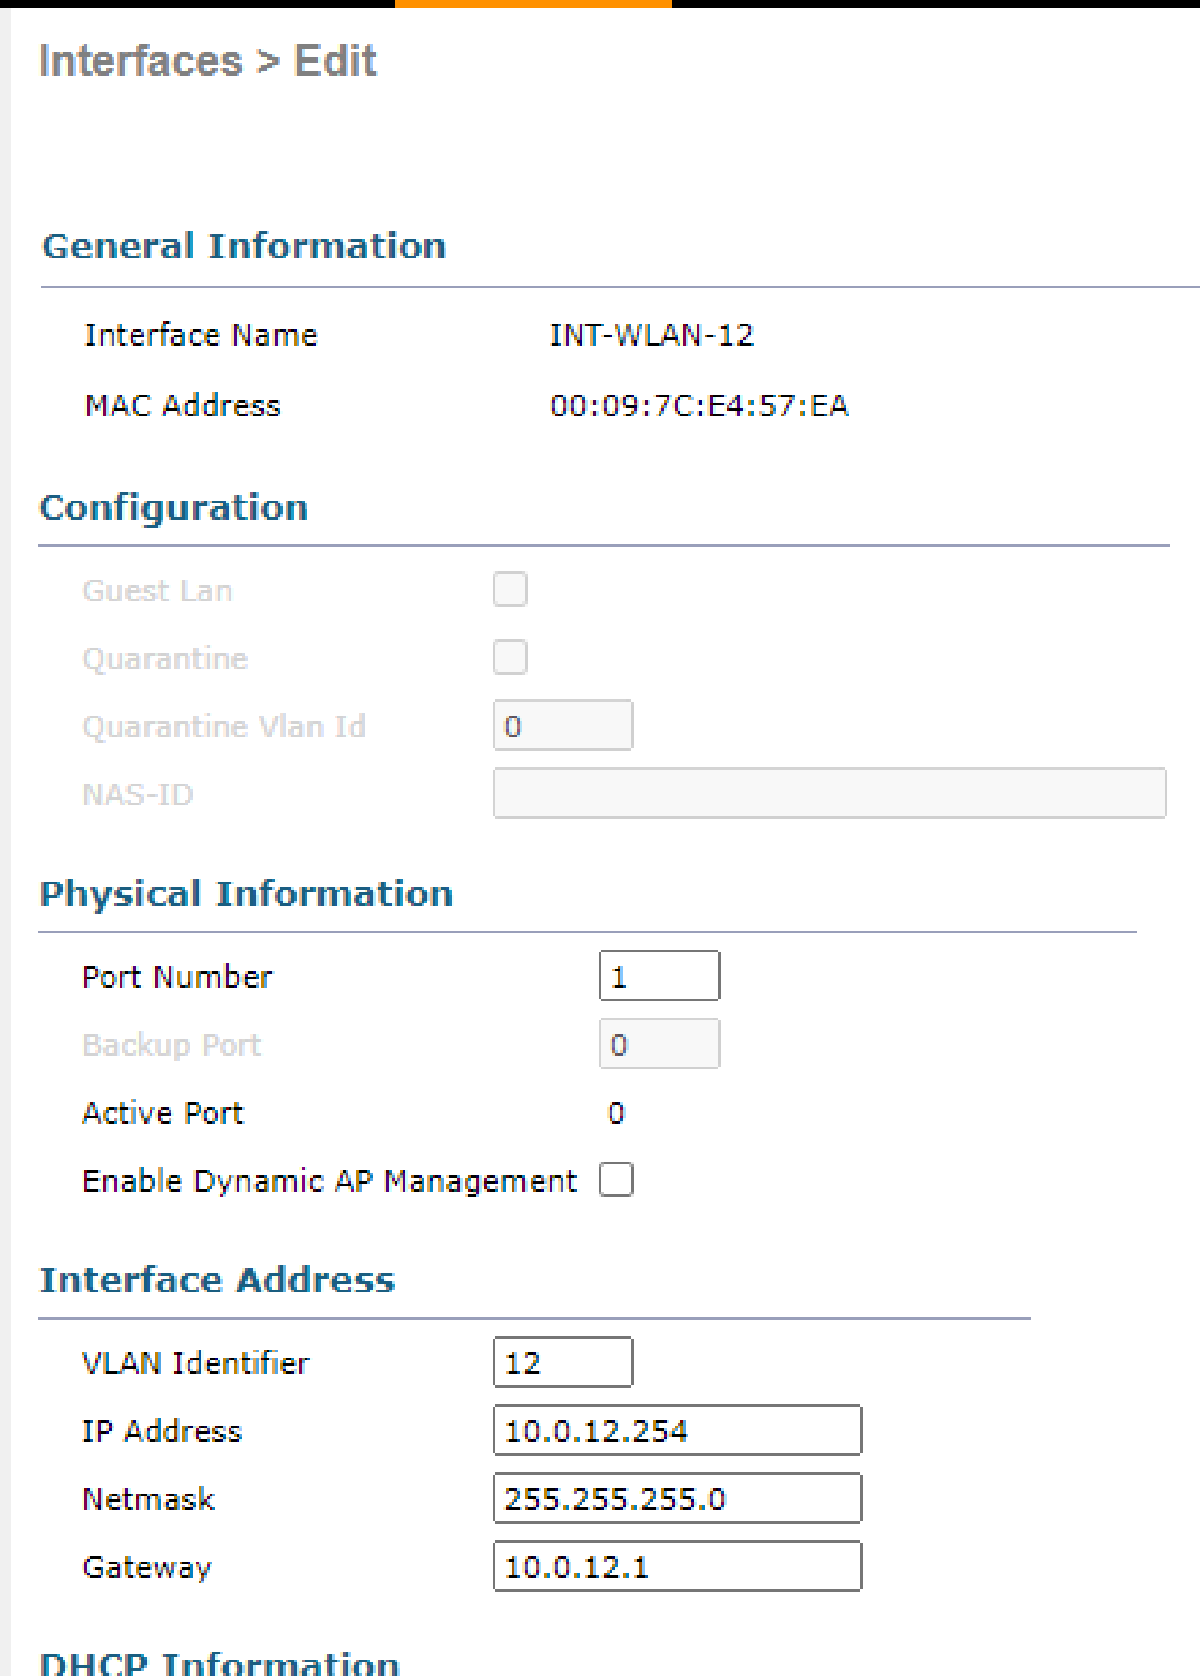 Interfaces > Edit
General Information
Interface Name INT-WLAN-12
MAC Address 00:09:7C:E4:57:EA
Configuration
Guest Lan
Quarantine
Quarantine Vlan Id 0
NAS-ID
Physical Information
Port Number 1
Backup Port 0
Active Port 0
Enable Dynamic AP Management
Interface Address
VLAN Identifier 12
IP Address 10.0.12.254
Netmask 255.255.255.0
Gateway 10.0.12.1
DHCP Information